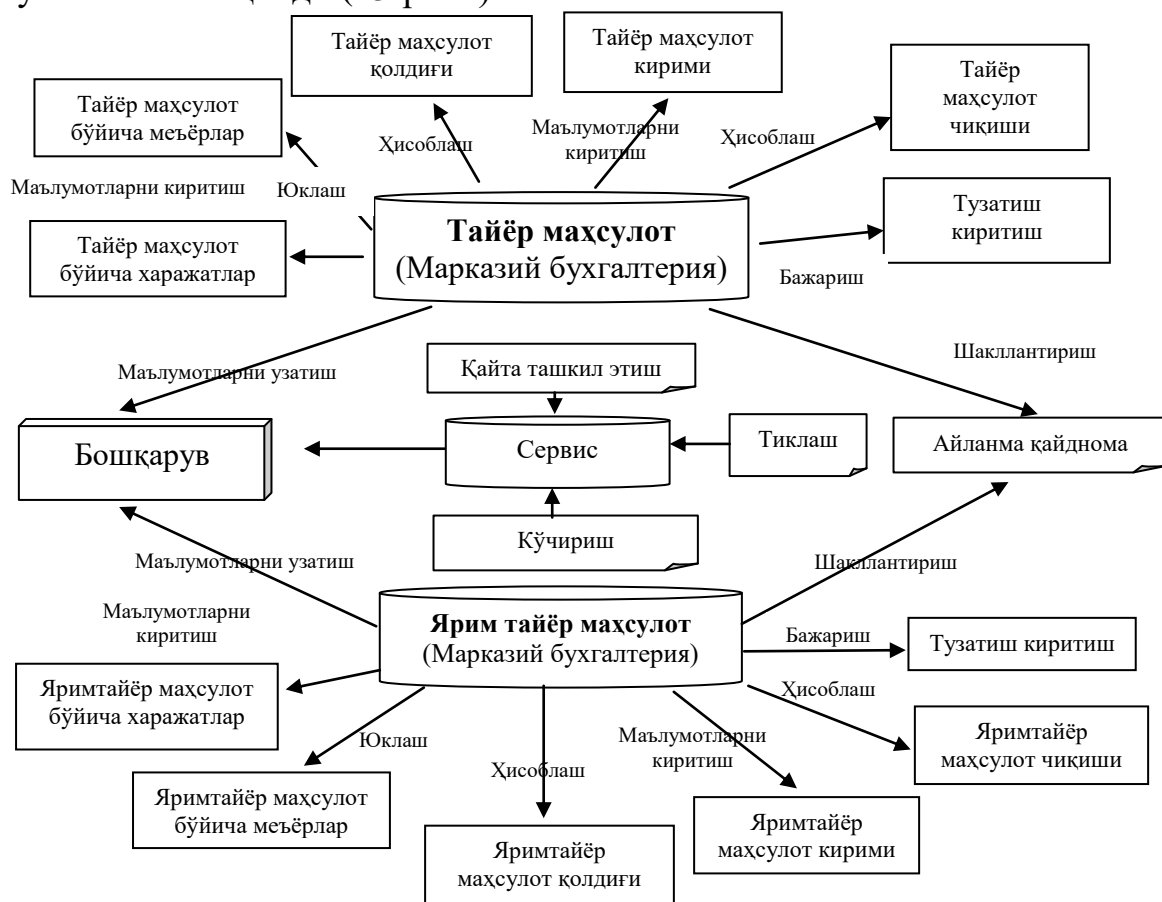 Тайёр маҳсулот
қолдиғи
Тайёр маҳсулот
кирими
Тайёр
маҳсулот
чиқиши
Тайёр маҳсулот
бўйича меъёрлар
Ҳисоблаш
Маълумотларни
киритиш
Ҳисоблаш
Маълумотларни киритиш
Юклаш
Тайёр маҳсулот
(Марказий бухгалтерия)
Тузатиш
киритиш
Тайёр маҳсулот
бўйича харажатлар
Бажариш
Маълумотларни узатиш
Қайта ташкил этиш
Шакллантириш
Бошқарув
Сервис
Тиклаш
Айланма қайднома
Кўчириш
Маълумотларни узатиш
Шакллантириш
Маълумотларни
киритиш
Ярим тайёр маҳсулот
(Марказий бухгалтерия)
Бажариш
Тузатиш киритиш
Яримтайёр маҳсулот
бўйича харажатлар
Ҳисоблаш
Юклаш
Ҳисоблаш
Маълумотларни
киритиш
Яримтайёр
маҳсулот чиқиши
Яримтайёр маҳсулот
бўйича меъёрлар
Яримтайёр
маҳсулот қолдиғи
Яримтайёр
маҳсулот кирими